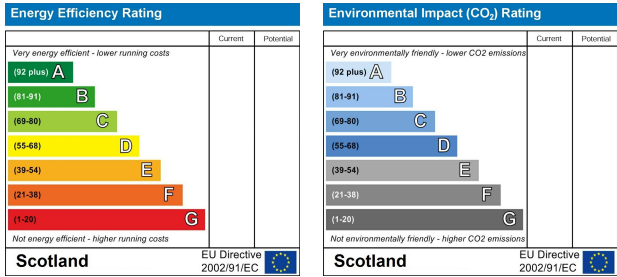 Energy Efficiency Rating
Current Potential
Very energy efficient - lower running costs
(92 plus) A
(81-91) B
(69-80) C
(55-68) D
(39-54) E
(21-38) F
(1-20) G
Not energy efficient - higher running costs
Scotland
EU Directive
2002/91/EC
Environmental Impact (CO2) Rating
Current Potential
Very environmentally friendly - lower CO2 emissions
(92 plus) A
(81-91) B
(69-80) C
(55-68) D
(39-54) E
(21-38) F
(1-20) G
Not environmentally friendly - higher CO2 emissions
Scotland
EU Directive
2002/91/EC